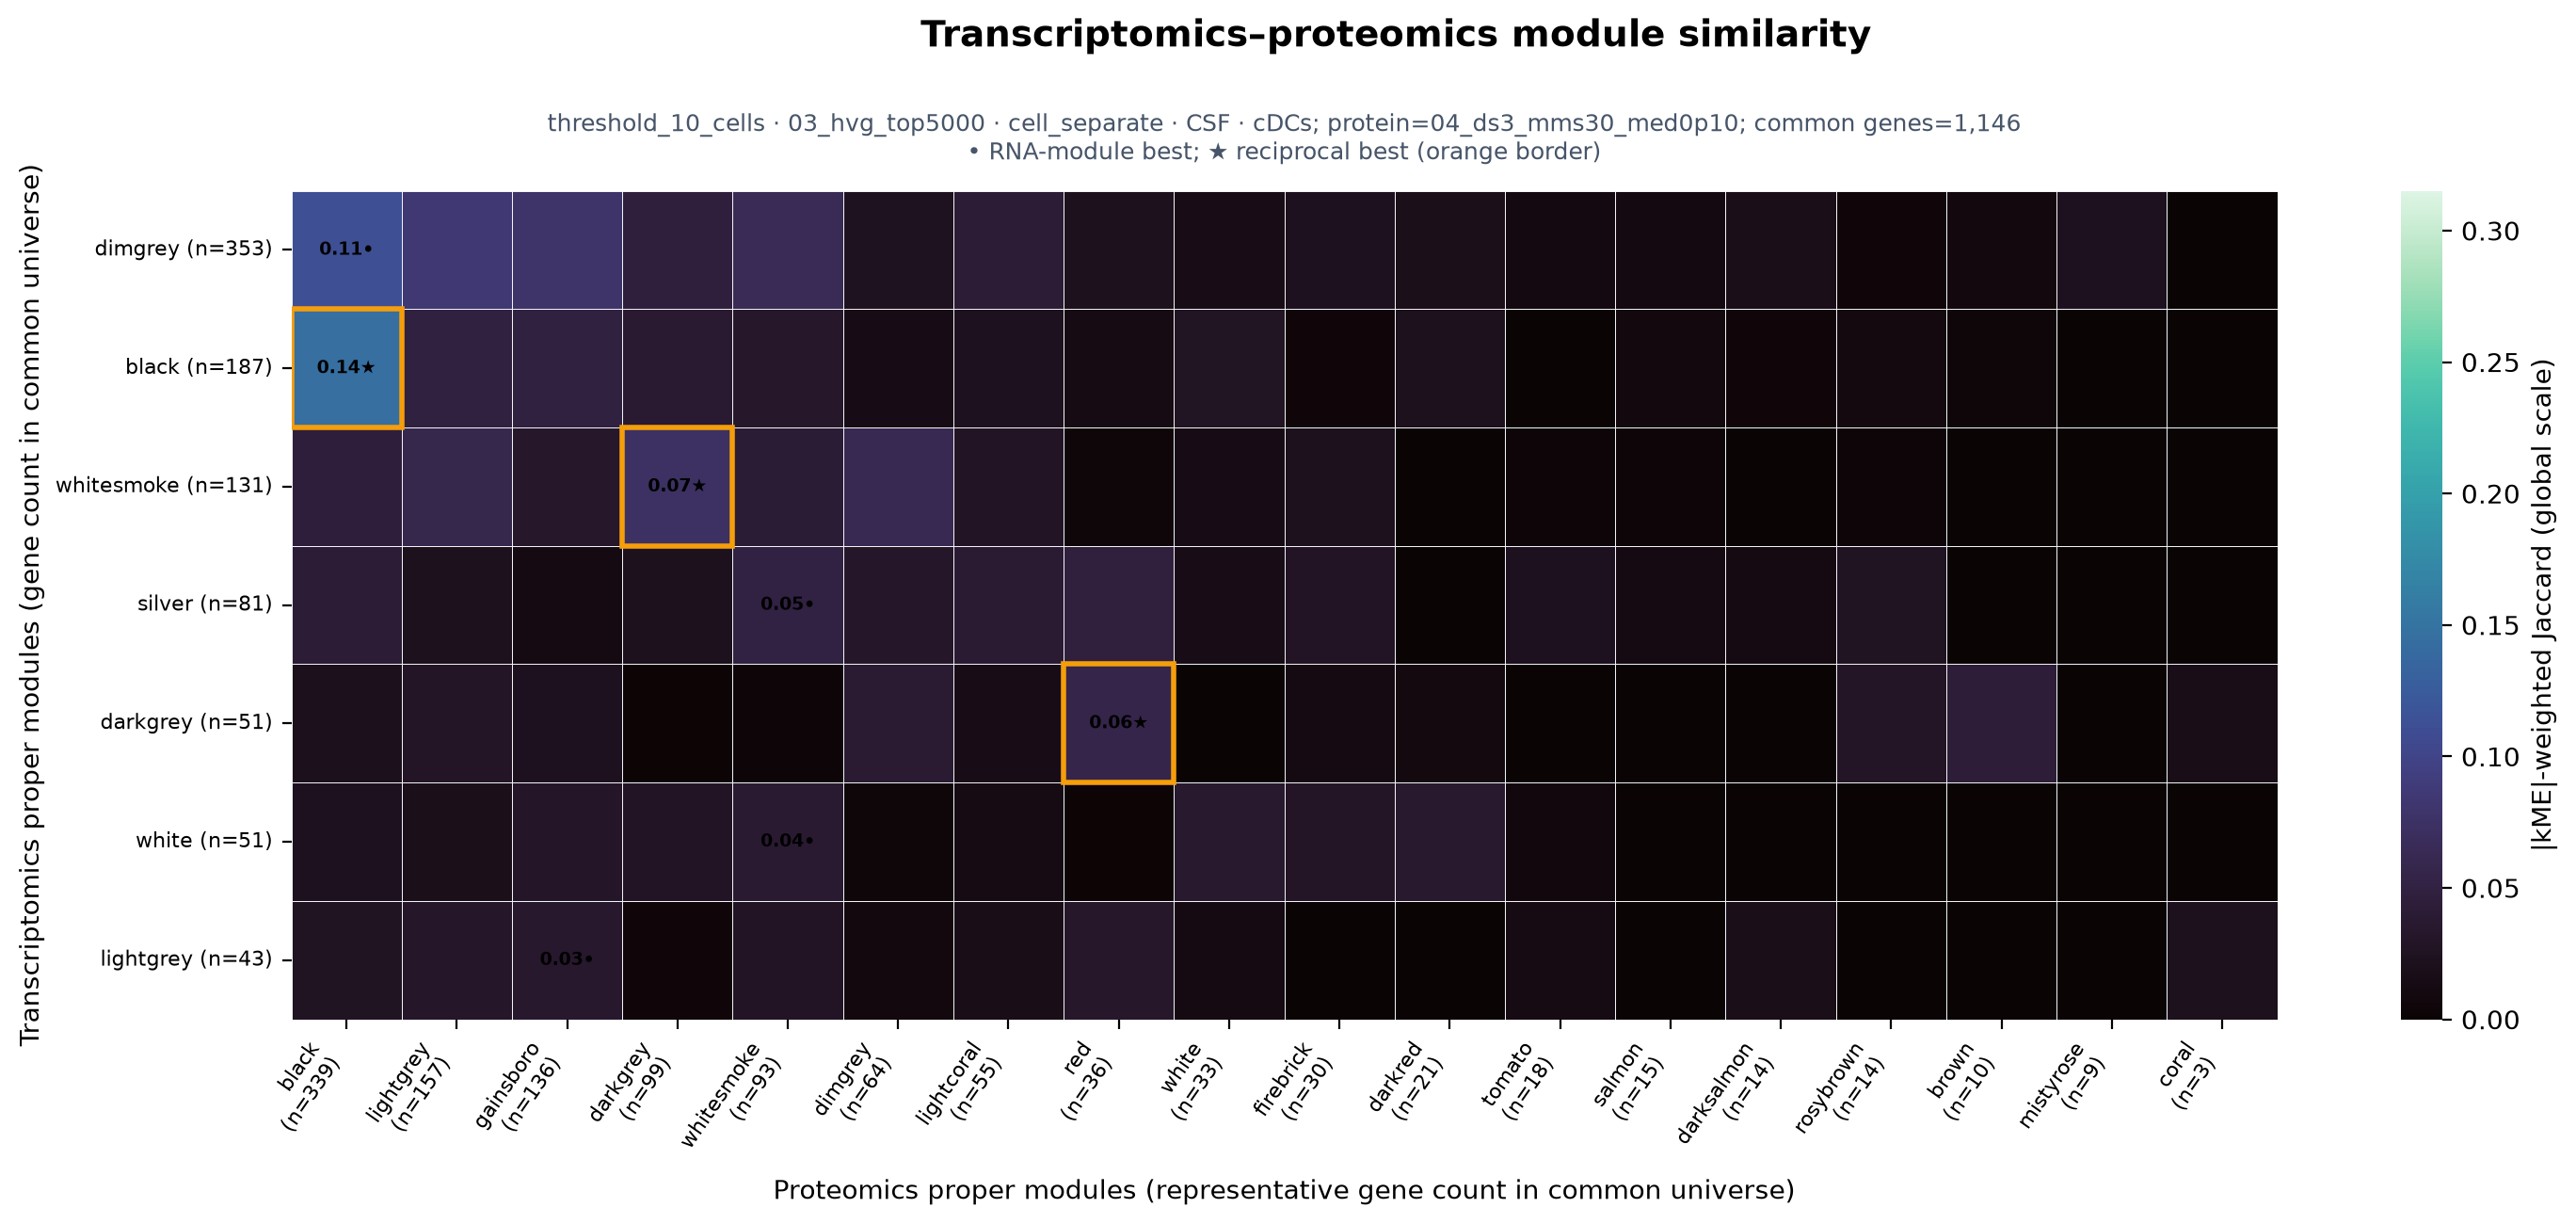 Transcriptomics–proteomics module similarity
threshold_10_cells · 03_hvg_top5000 · cell_separate · CSF · cDCs; protein=04_ds3_mms30_med0p10; common genes=1,146
• RNA-module best; ★ reciprocal best (orange border)
Transcriptomics proper modules (gene count in common universe)
dimgrey (n=353)
black (n=187)
whitesmoke (n=131)
silver (n=81)
darkgrey (n=51)
white (n=51)
lightgrey (n=43)
0.11•
0.14★
0.07★
0.05•
0.06★
0.04•
0.03•
black
(n=339)
lightgrey
(n=157)
gainsboro
(n=136)
darkgrey
(n=99)
whitesmoke
(n=93)
dimgrey
(n=64)
lightcoral
(n=55)
red
(n=36)
white
(n=33)
firebrick
(n=30)
darkred
(n=21)
tomato
(n=18)
salmon
(n=15)
darksalmon
(n=14)
rosybrown
(n=14)
brown
(n=10)
mistyrose
(n=9)
coral
(n=3)
Proteomics proper modules (representative gene count in common universe)
0.30
0.25
0.20
0.15
0.10
0.05
0.00
|kME|-weighted Jaccard (global scale)